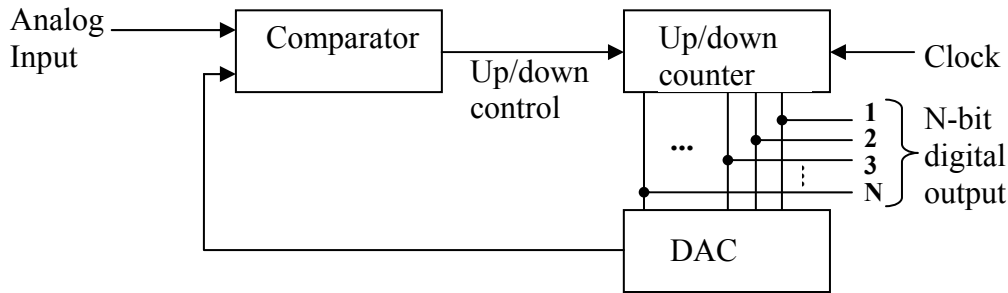 Analog
Input
Comparator
Up/down
control
Up/down
counter
Clock
...
1
2
3
N
N-bit
digital
output
DAC